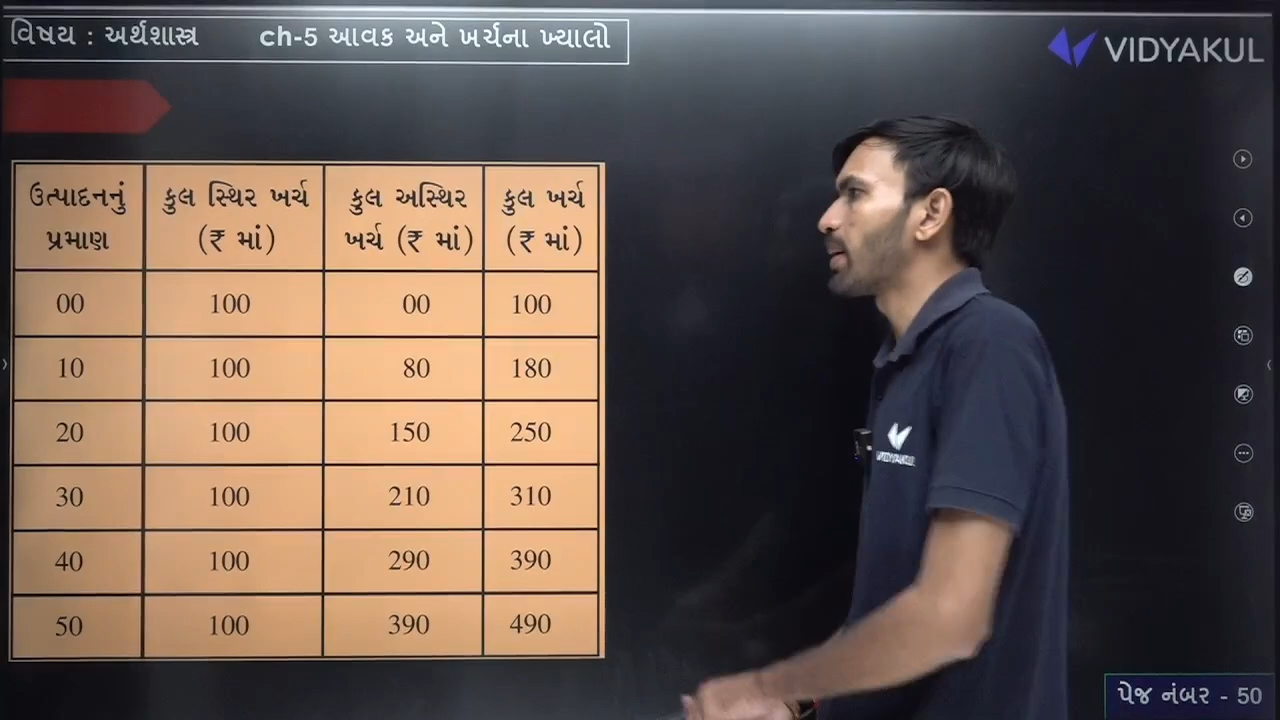 વિષય : અર્થશાસ્ત્ર ch-5 આવક અને ખર્ચના ખ્યાલો
VIDYAKUL
ઉત્પાદનનું પ્રમાણ કુલ સ્થિર ખર્ચ (₹ માં) કુલ અસ્થિર ખર્ચ (₹ માં) કુલ ખર્ચ (₹ માં)
00 100 00 100
10 100 80 180
20 100 150 250
30 100 210 310
40 100 290 390
50 100 390 490
VIDYAKUL
પેજ નંબર - 50